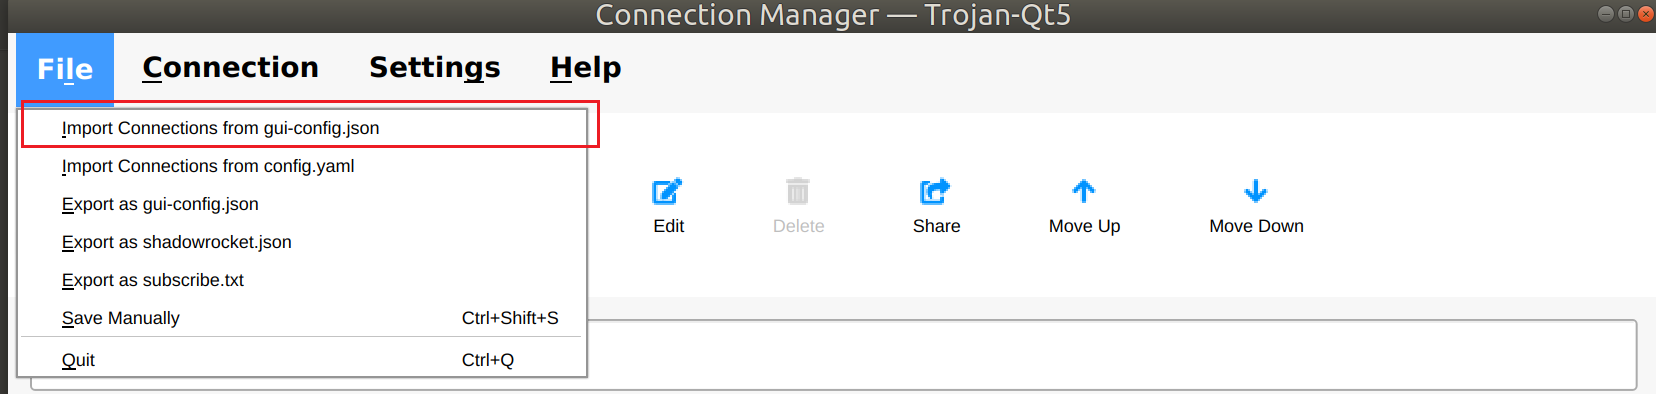 Connection Manager — Trojan-Qt5
File Connection Settings Help
Import Connections from gui-config.json
Import Connections from config.yaml
Export as gui-config.json
Export as shadowrocket.json
Export as subscribe.txt
Save Manually Ctrl+Shift+S
Quit Ctrl+Q
Edit Delete Share Move Up Move Down